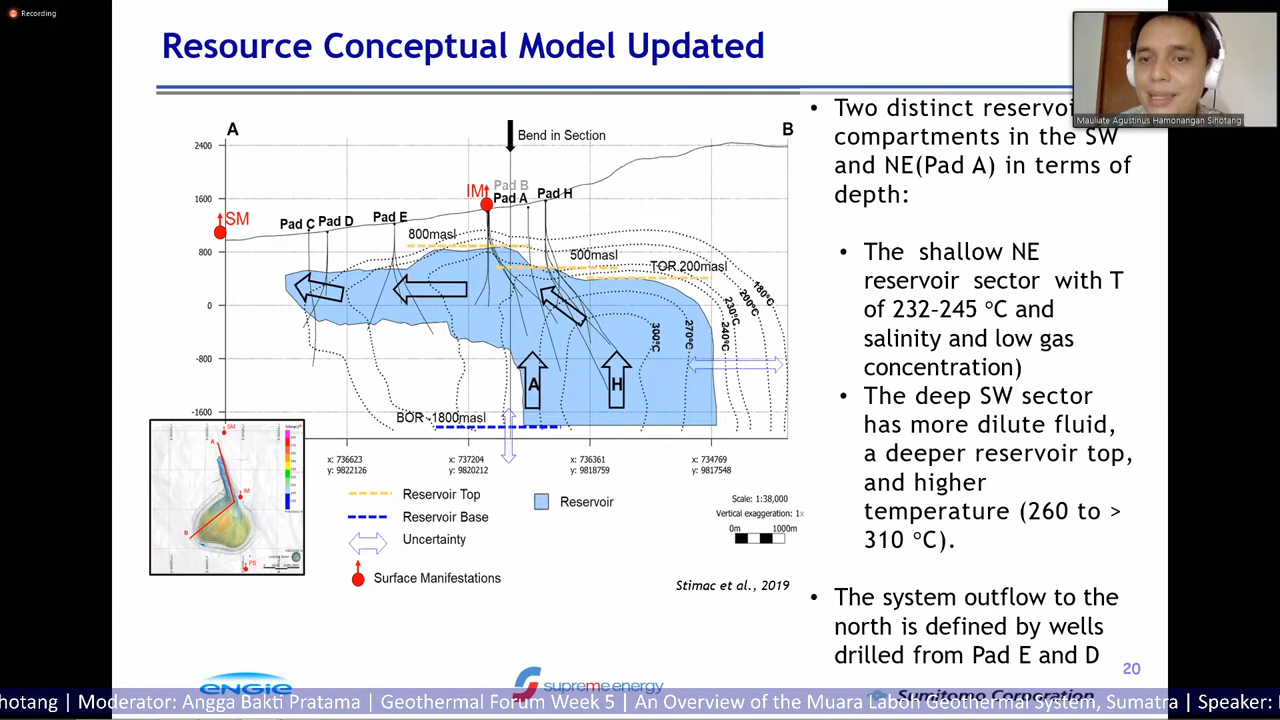 Recording
Resource Conceptual Model Updated
Mauliate Agustinus Hamonangan Sihotang
A
B
Bend in Section
2400
1600
800
0
-800
-1600
SM
IM
Pad B
Pad A
Pad H
Pad C
Pad D
Pad E
800masl
500masl
TOR 200masl
180°C
200°C
230°C
240°C
270°C
300°C
A
H
BOR -1800masl
x: 736623
y: 9822126
x: 737204
y: 9820212
x: 736361
y: 9818759
x: 734769
y: 9817548
SM
A
IM
B
PS
Reservoir Top
Reservoir Base
Uncertainty
Surface Manifestations
Reservoir
Scale: 1:38,000
Vertical exaggeration: 1x
0m 1000m
Stimac et al., 2019
• Two distinct
compartments in the SW
and NE(Pad A) in terms of
depth:
• The shallow NE
reservoir sector with T
of 232-245 °C and
salinity and low gas
concentration)
• The deep SW sector
has more dilute fluid,
a deeper reservoir top,
and higher
temperature (260 to >
310 °C).
• The system outflow to the
north is defined by wells
drilled from Pad E and D
20
ENGIE
supreme energy
Sumitomo Corporation
hotang | Moderator: Angga Bakti Pratama | Geothermal Forum Week 5 | An Overview of the Muara Laboh Geothermal System, Sumatra | Speaker: